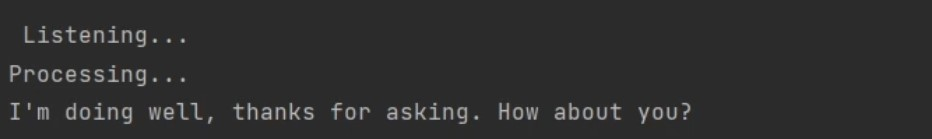 Listening...
Processing...
I'm doing well, thanks for asking. How about you?